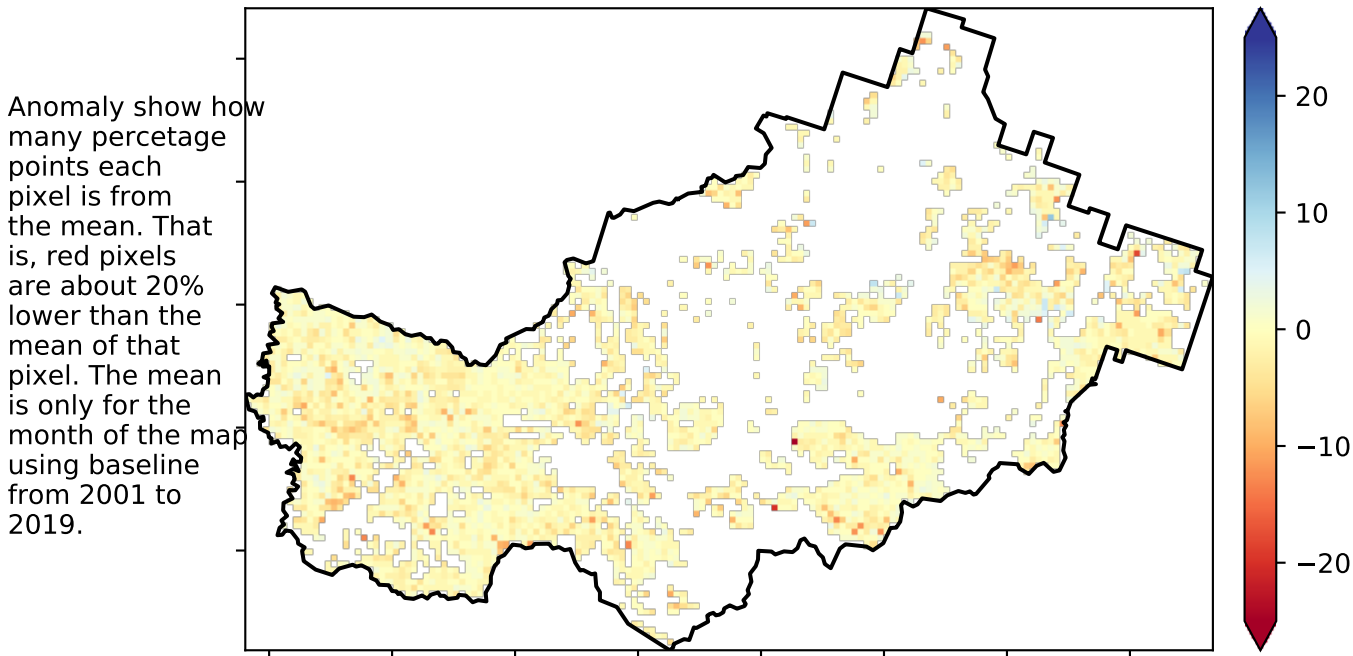 Anomaly show how
many percetage
points each
pixel is from
the mean. That
is, red pixels
are about 20%
lower than the
mean of that
pixel. The mean
is only for the
month of the map
using baseline
from 2001 to
2019.
20
10
0
−10
−20